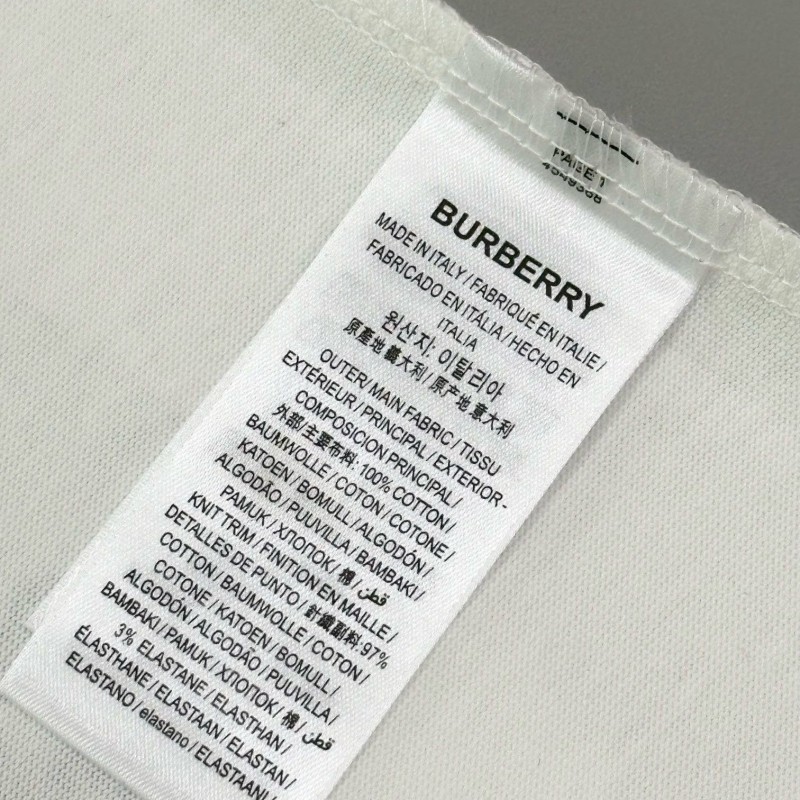 4549368
BURBERRY
MADE IN ITALY / FABRIQUÉ EN ITALIE /
FABRICADO EN ITÁLIA / HECHO EN
ITALIA
원산지: 이탈리아
原產地 義大利 / 原产地 意大利
OUTER / MAIN FABRIC / TISSU
EXTÉRIEUR / PRINCIPAL / EXTERIOR -
COMPOSICION PRINCIPAL /
外部/主要布料: 100% COTTON /
BAUMWOLLE / COTON / COTONE /
KATOEN / BOMULL / ALGODÓN /
ALGODÃO / PUUVILLA / BAMBAKI /
PAMUK / ХЛОПОК / 棉 / قطن
KNIT TRIM / FINITION EN MAILLE /
DETALLES DE PUNTO / 針織副料: 97%
COTTON / BAUMWOLLE / COTON /
COTONE / KATOEN / BOMULL /
ALGODÓN / ALGODÃO / PUUVILLA /
BAMBAKI / PAMUK / ХЛОПОК / 棉 / قطن
3% ELASTANE / ELASTHAN /
ÉLASTHANE / ELASTAAN / ELASTAN /
ELASTANO / elastano / ELASTAANI /